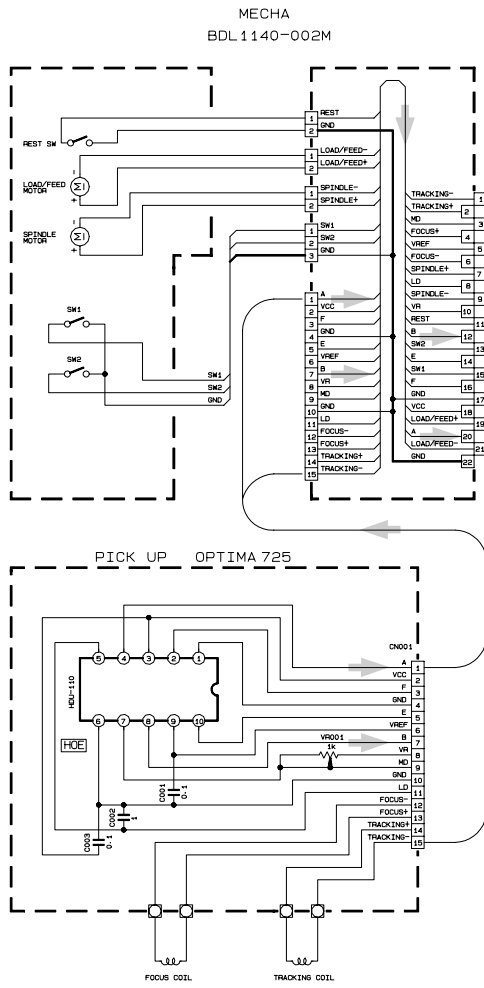 MECHA
BDL1140-002M
REST SW
LOAD/FEED
MOTOR
-
M
+
SPINDLE
MOTOR
-
M
+
SW1
SW2
SW1
SW2
GND
1 REST
2 GND
1 LOAD/FEED-
2 LOAD/FEED+
1 SPINDLE-
2 SPINDLE+
1 SW1
2 SW2
3 GND
1 A
2 VCC
3 F
4 GND
5 E
6 VREF
7 B
8 VR
9 MD
10 GND
11 LD
12 FOCUS-
13 FOCUS+
14 TRACKING+
15 TRACKING-
TRACKING- 1
TRACKING+ 2
MD 3
FOCUS+ 4
VREF 5
FOCUS- 6
SPINDLE+ 7
LD 8
SPINDLE- 9
VR 10
REST 11
B 12
SW2 13
E 14
SW1 15
F 16
GND 17
VCC 18
LOAD/FEED+ 19
A 20
LOAD/FEED- 21
GND 22
PICK UP OPTIMA 725
CN001
5 4 3 2 1
HDU-110
6 7 8 9 10
HOE
C001
0.1
C002
1
C003
0.1
VR001
1k
A 1
VCC 2
F 3
GND 4
E 5
VREF 6
B 7
VR 8
MD 9
GND 10
LD 11
FOCUS- 12
FOCUS+ 13
TRACKING+ 14
TRACKING- 15
FOCUS COIL
TRACKING COIL